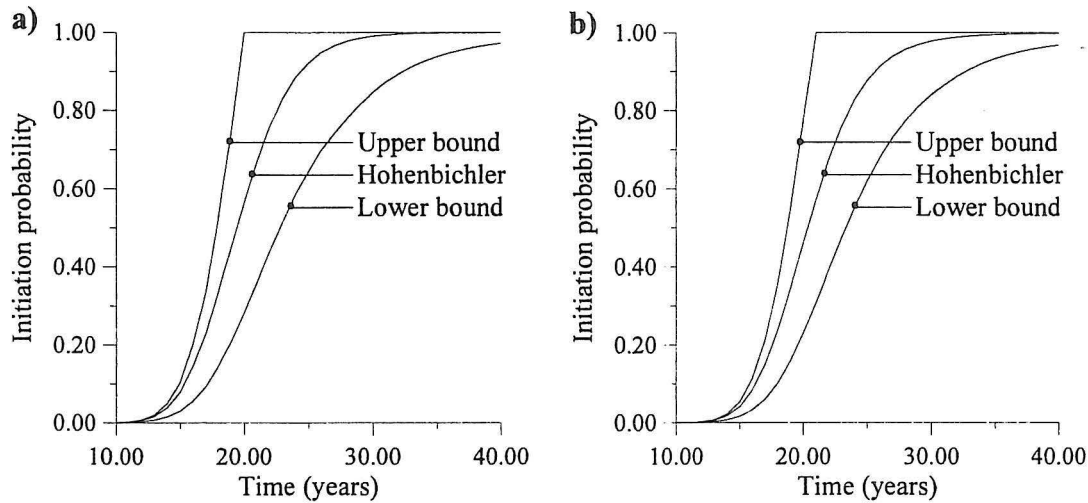 a)
1.00
0.80
0.60
0.40
0.20
0.00
Initiation probability
Upper bound
Hohenbichler
Lower bound
10.00 20.00 30.00 40.00
Time (years)
b)
1.00
0.80
0.60
0.40
0.20
0.00
Initiation probability
Upper bound
Hohenbichler
Lower bound
10.00 20.00 30.00 40.00
Time (years)